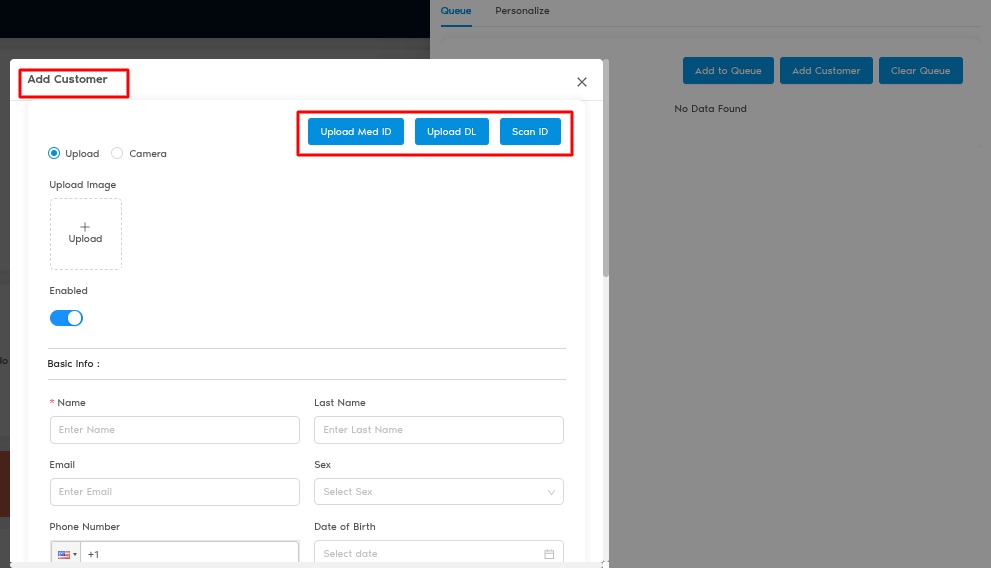 Queue Personalize
Add to Queue Add Customer Clear Queue
No Data Found
Add Customer
Upload Med ID Upload DL Scan ID
Upload Camera
Upload Image
Upload
Enabled
Basic Info :
* Name Last Name
Enter Name Enter Last Name
Email Sex
Enter Email Select Sex
Phone Number Date of Birth
+1 Select date